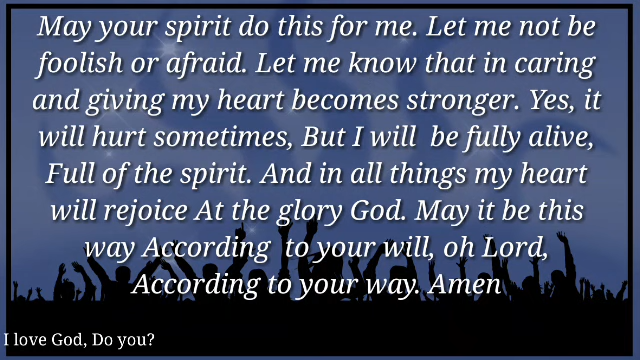 May your spirit do this for me. Let me not be
foolish or afraid. Let me know that in caring
and giving my heart becomes stronger. Yes, it
will hurt sometimes, But I will be fully alive,
Full of the spirit. And in all things my heart
will rejoice At the glory God. May it be this
way According to your will, oh Lord,
According to your way. Amen
I love God, Do you?